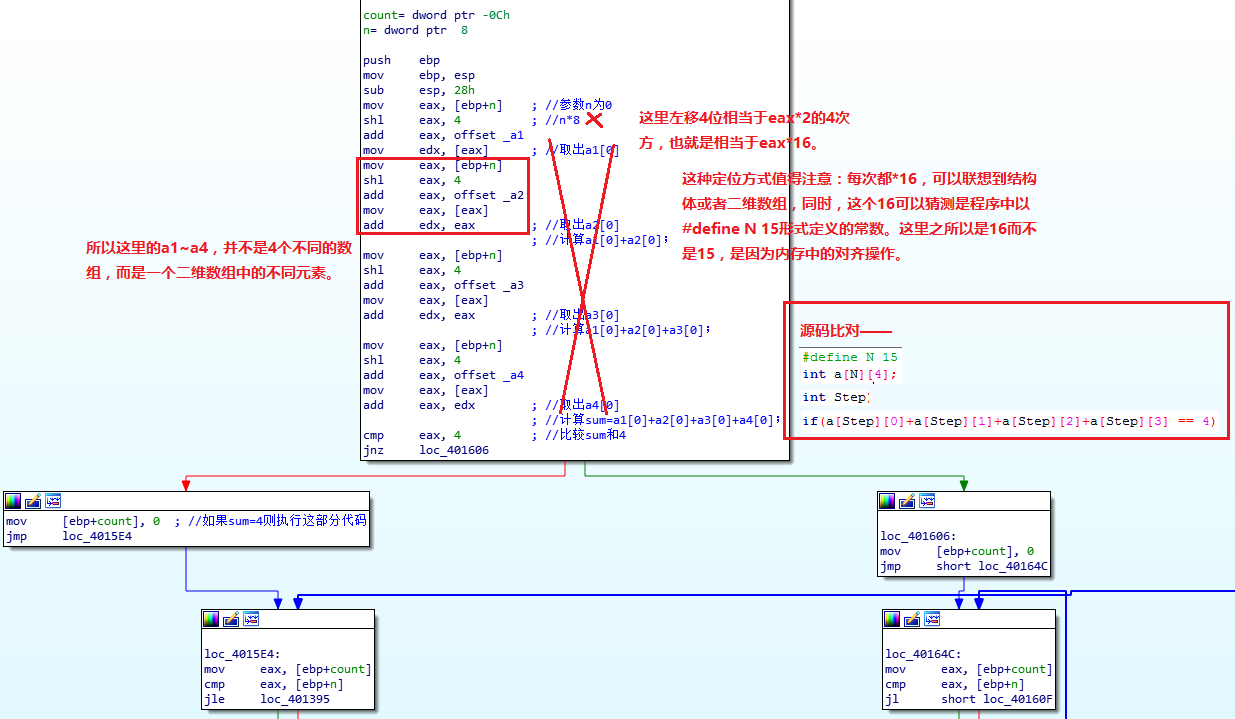 count= dword ptr -0Ch
n= dword ptr  8
push    ebp
mov     ebp, esp
sub     esp, 28h
mov     eax, [ebp+n]    ; //参数n为0
shl     eax, 4          ; //n*8
add     eax, offset _a1
mov     edx, [eax]      ; //取出a1[0]
mov     eax, [ebp+n]
shl     eax, 4
add     eax, offset _a2
mov     eax, [eax]
add     edx, eax        ; //取出a2[0]
; //计算a1[0]+a2[0];
mov     eax, [ebp+n]
shl     eax, 4
add     eax, offset _a3
mov     eax, [eax]
add     edx, eax        ; //取出a3[0]
; //计算a1[0]+a2[0]+a3[0];
mov     eax, [ebp+n]
shl     eax, 4
add     eax, offset _a4
mov     eax, [eax]
add     eax, edx        ; //取出a4[0]
; //计算sum=a1[0]+a2[0]+a3[0]+a4[0];
cmp     eax, 4          ; //比较sum和4
jnz     loc_401606
这里左移4位相当于eax*2的4次
方，也就是相当于eax*16。
这种定位方式值得注意：每次都*16，可以联想到结构
体或者二维数组，同时，这个16可以猜测是程序中以
#define N 15形式定义的常数。这里之所以是16而不
是15，是因为内存中的对齐操作。
所以这里的a1~a4，并不是4个不同的数
组，而是一个二维数组中的不同元素。
源码比对——
#define N 15
int a[N][4];
int Step;
if(a[Step][0]+a[Step][1]+a[Step][2]+a[Step][3] == 4)
mov     [ebp+count], 0  ; //如果sum=4则执行这部分代码
jmp     loc_4015E4
loc_401606:
mov     [ebp+count], 0
jmp     short loc_40164C
loc_4015E4:
mov     eax, [ebp+count]
cmp     eax, [ebp+n]
jle     loc_401395
loc_40164C:
mov     eax, [ebp+count]
cmp     eax, [ebp+n]
jl      short loc_40160F